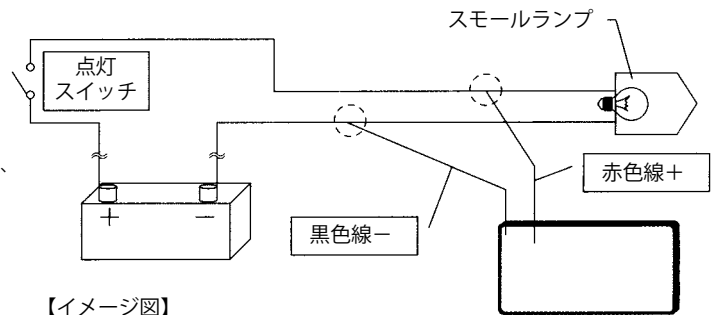 スモールランプ
点灯
スイッチ
、
赤色線＋
＋ －
黒色線－
【イメージ図】